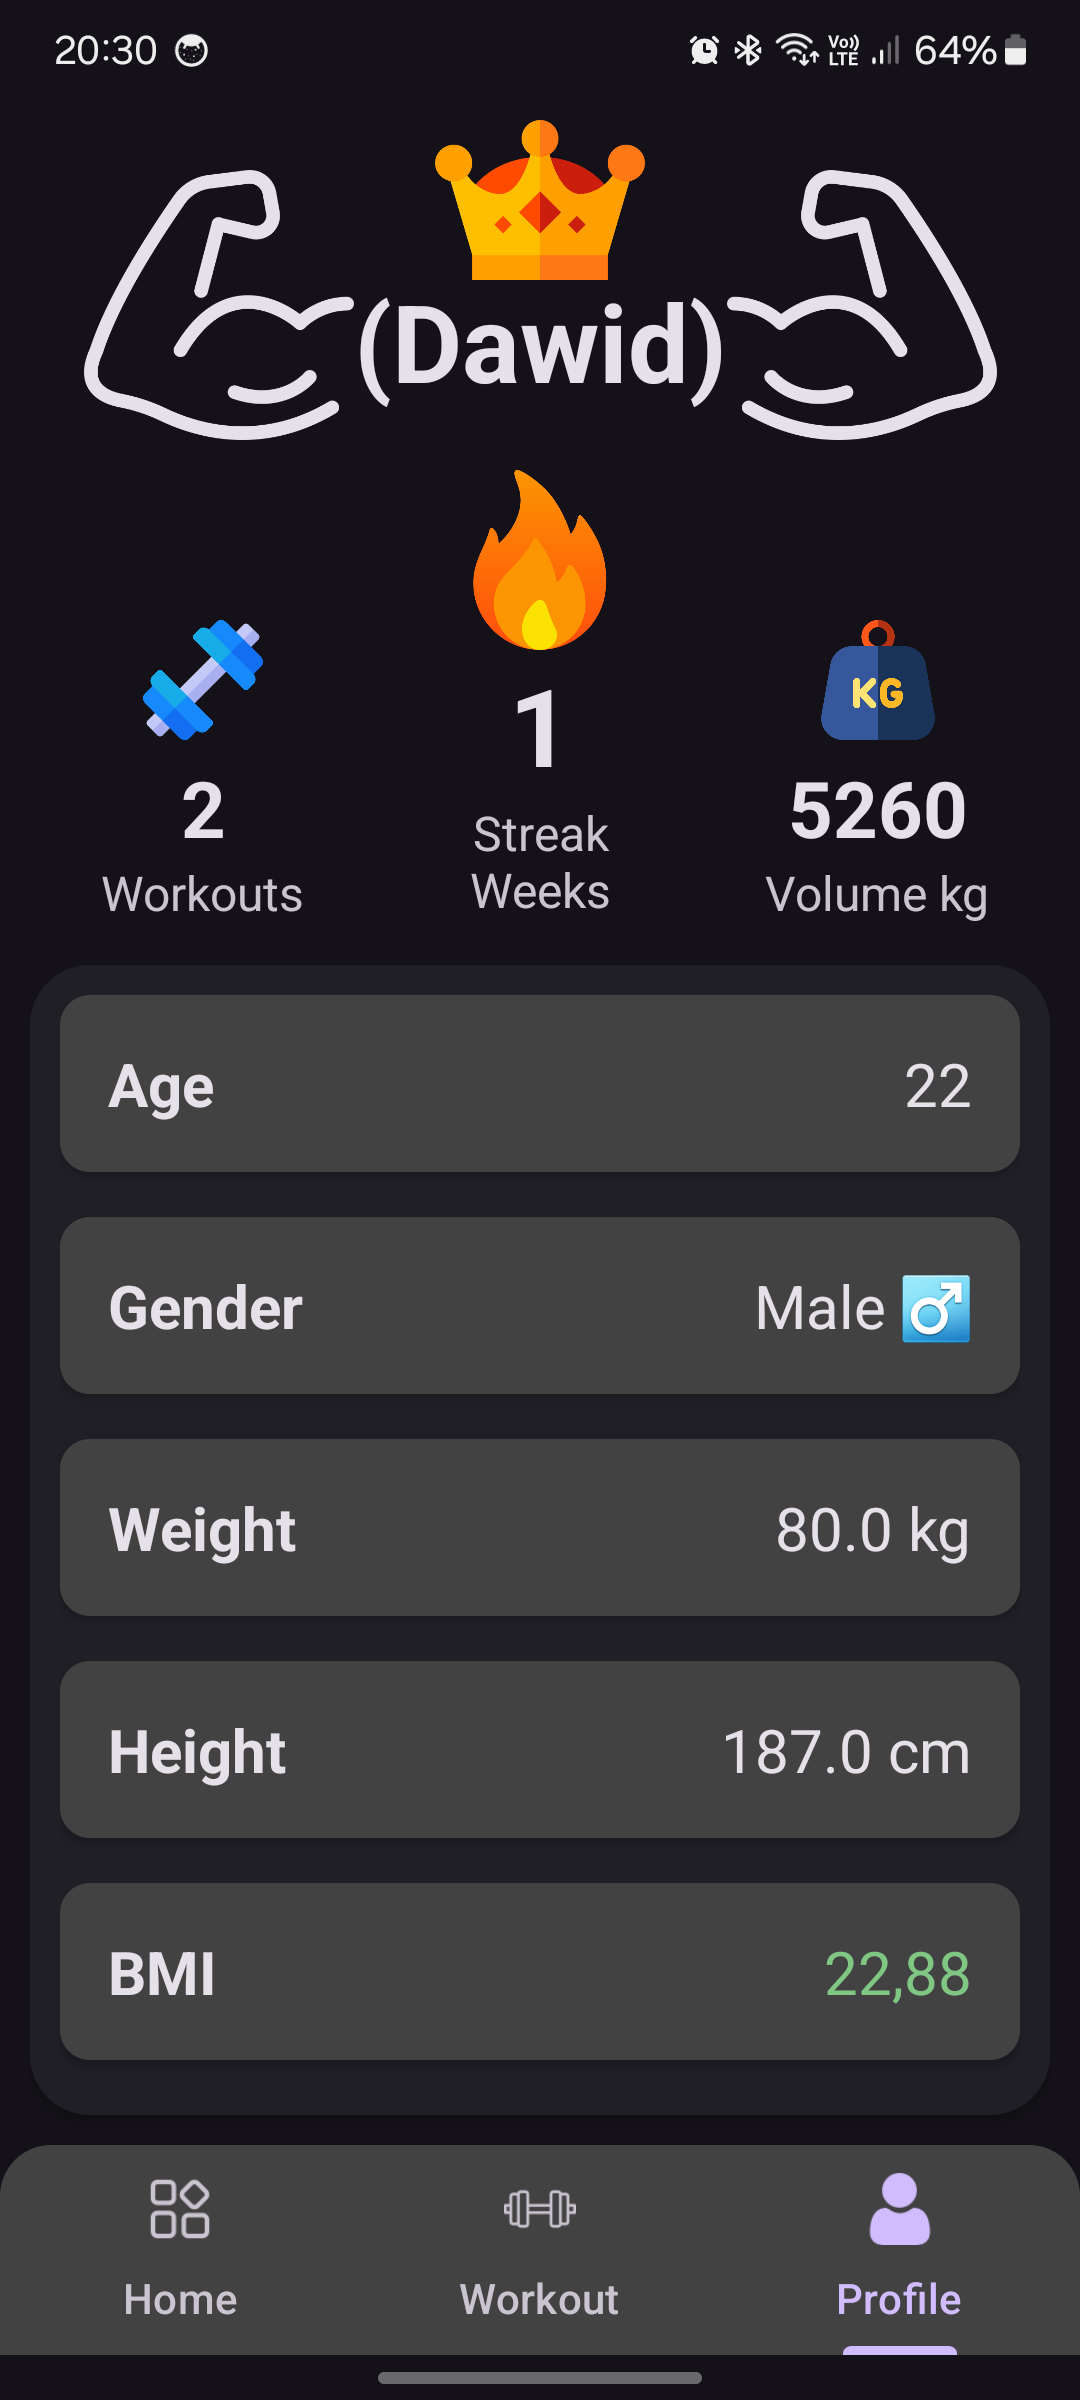 20:30
Vo)) LTE 64%
(Dawid)
KG
1
2
5260
Streak
Weeks
Workouts
Volume kg
Age 22
Gender Male ♂
Weight 80.0 kg
Height 187.0 cm
BMI 22,88
Home Workout Profile